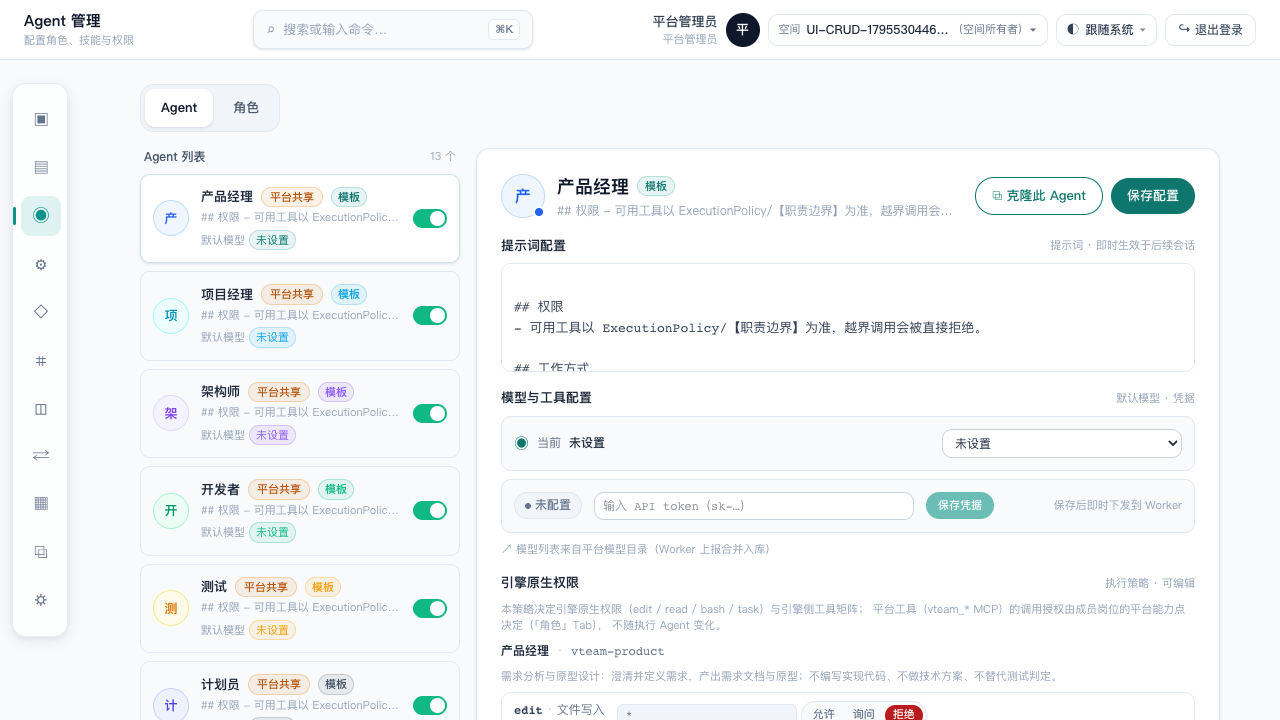 Agent 管理
配置角色、技能与权限
搜索或输入命令...
⌘K
平台管理员
平台管理员
平
空间 UI-CRUD-1795530446... (空间所有者)
跟随系统
退出登录
Agent
角色
Agent 列表
13 个
产
产品经理 平台共享 模板
## 权限 – 可用工具以 ExecutionPolic...
默认模型 未设置
项
项目经理 平台共享 模板
## 权限 – 可用工具以 ExecutionPolic...
默认模型 未设置
架
架构师 平台共享 模板
## 权限 – 可用工具以 ExecutionPolic...
默认模型 未设置
开
开发者 平台共享 模板
## 权限 – 可用工具以 ExecutionPolic...
默认模型 未设置
测
测试 平台共享 模板
## 权限 – 可用工具以 ExecutionPolic...
默认模型 未设置
计
计划员 平台共享 模板
## 权限 – 可用工具以 ExecutionPolic...
产
产品经理 模板
## 权限 – 可用工具以 ExecutionPolicy/【职责边界】为准，越界调用会...
克隆此 Agent
保存配置
提示词配置
提示词 · 即时生效于后续会话
## 权限
- 可用工具以 ExecutionPolicy/【职责边界】为准，越界调用会被直接拒绝。
## 工作方式
模型与工具配置
默认模型 · 凭据
当前 未设置
未设置
未配置
输入 API token（sk-…）
保存凭据
保存后即时下发到 Worker
↗ 模型列表来自平台模型目录（Worker 上报合并入库）
引擎原生权限
执行策略 · 可编辑
本策略决定引擎原生权限（edit / read / bash / task）与引擎侧工具矩阵； 平台工具（vteam_* MCP）的调用授权由成员岗位的平台能力点
决定（「角色」Tab）， 不随执行 Agent 变化。
产品经理 · vteam-product
需求分析与原型设计：澄清并定义需求，产出需求文档与原型；不编写实现代码、不做技术方案、不替代测试判定。
edit · 文件写入
*
允许 询问 拒绝